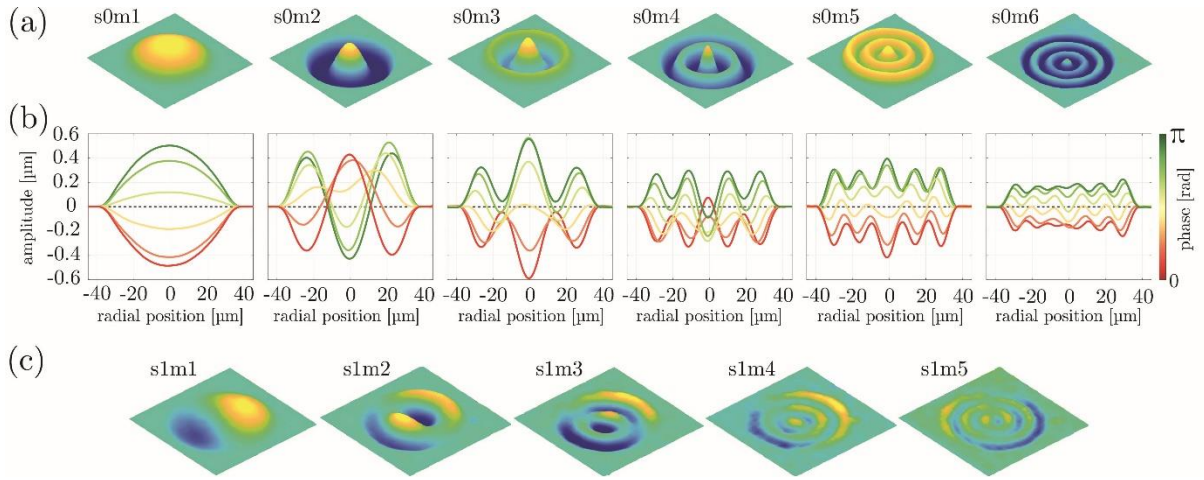 (a)
s0m1 s0m2 s0m3 s0m4 s0m5 s0m6
(b)
amplitude [µm]
0.6
0.4
0.2
0
-0.2
-0.4
-0.6
-40 -20 0 20 40 -40 -20 0 20 40 -40 -20 0 20 40 -40 -20 0 20 40 -40 -20 0 20 40 -40 -20 0 20 40
radial position [µm] radial position [µm] radial position [µm] radial position [µm] radial position [µm] radial position [µm]
π
phase [rad]
0
(c)
s1m1 s1m2 s1m3 s1m4 s1m5